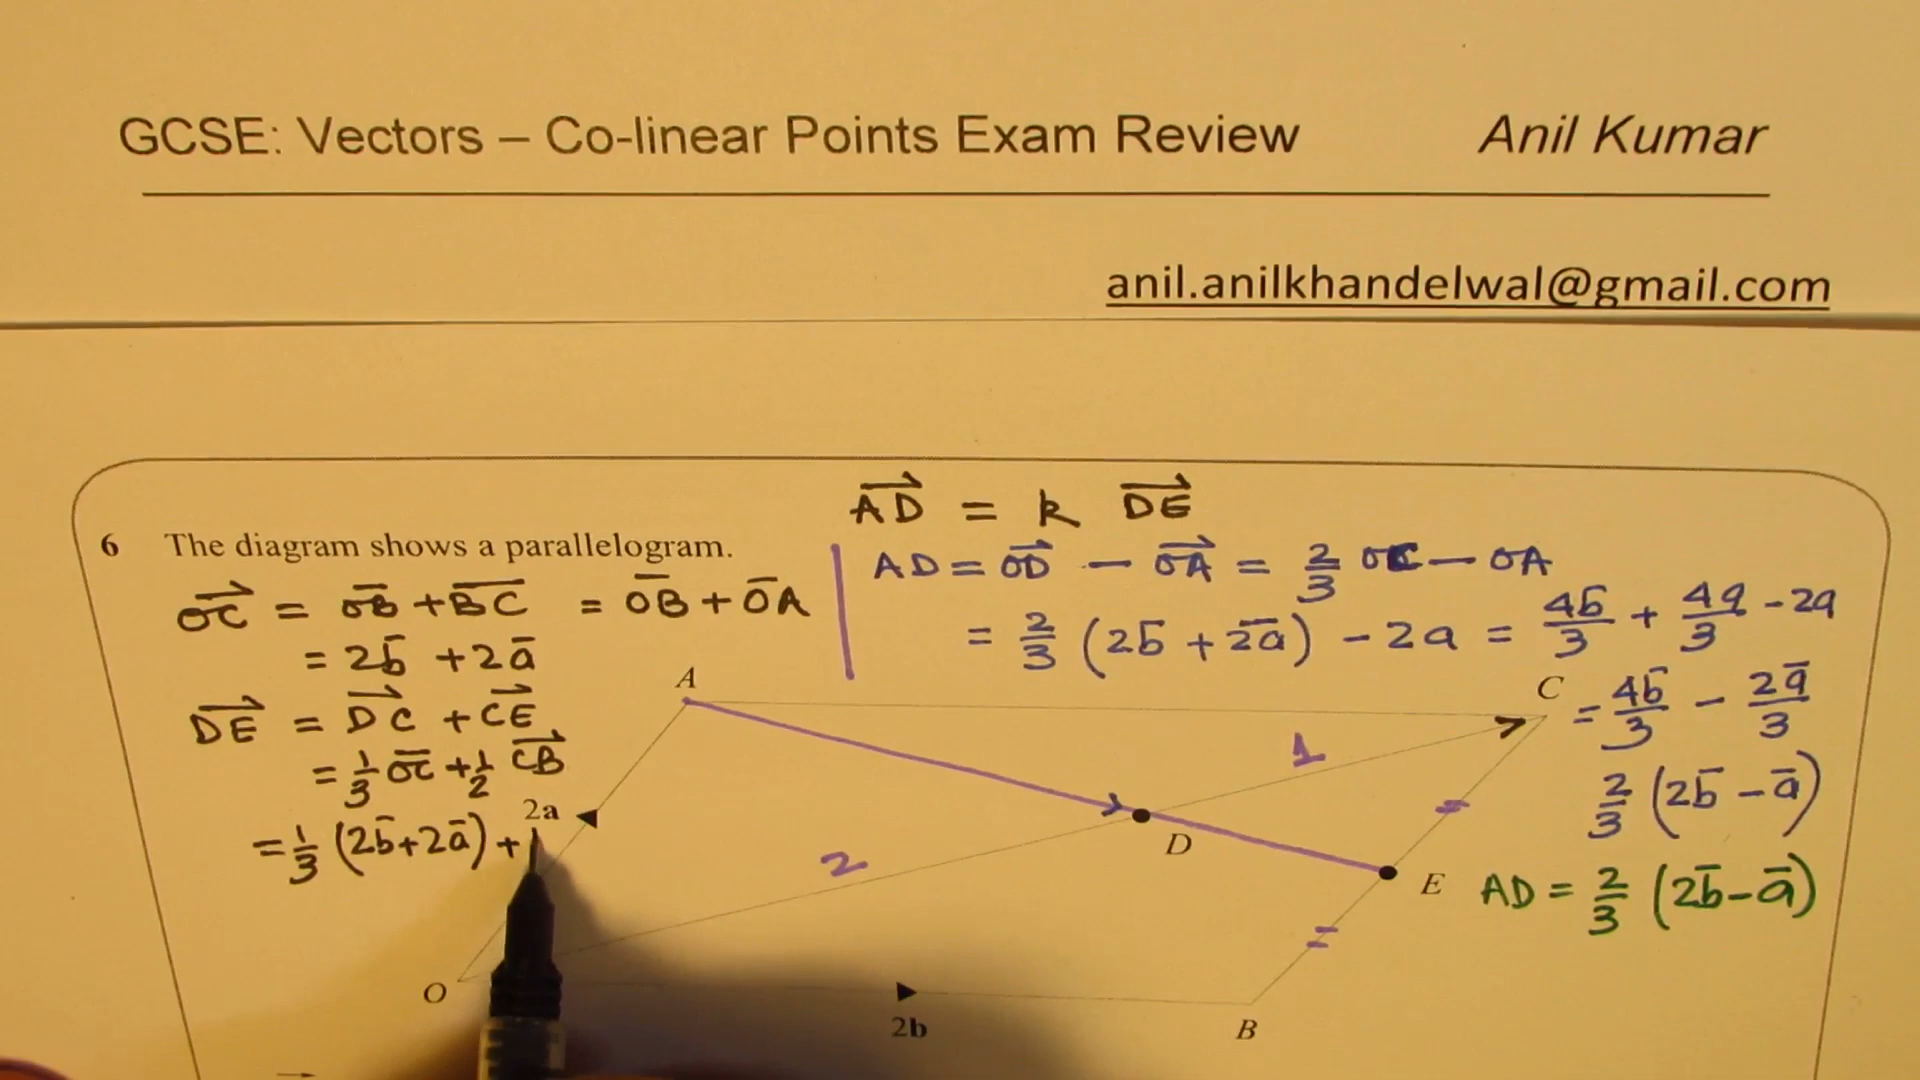 GCSE: Vectors – Co-linear Points Exam Review Anil Kumar
anil.anilkhandelwal@gmail.com
AD = k DE
6 The diagram shows a parallelogram.
OC = OB + BC = OB + OA
= 2b + 2a
DE = DC + CE
= 1/3 OC + 1/2 CB
= 1/3 (2b + 2a) +
AD = OD - OA = 2/3 OC - OA
= 2/3 (2b + 2a) - 2a = 4b/3 + 4a/3 - 2a
= 4b/3 - 2a/3
2/3 (2b - a)
AD = 2/3 (2b - a)
A
C
1
2a
D
2
E
O
2b
B